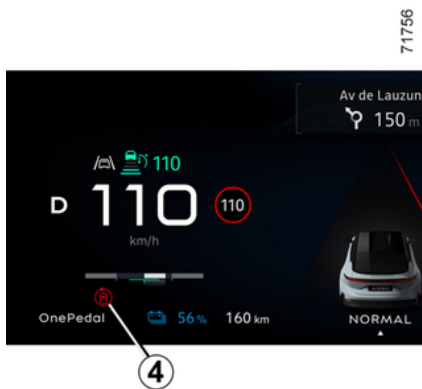 71756
Av de Lauzun
150 m
110
D
110
110
km/h
OnePedal
56%
160 km
NORMAL
4